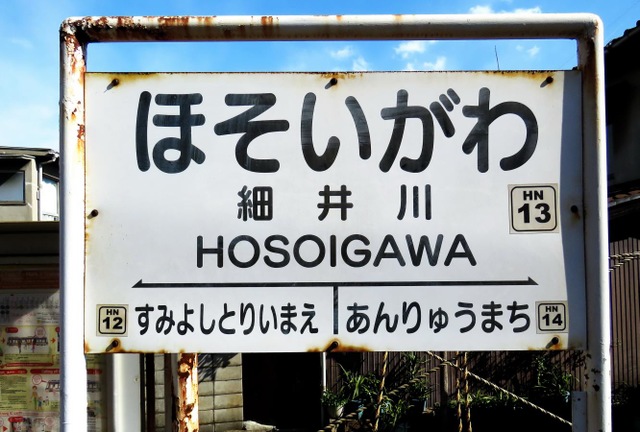 ほそいがわ
細井川
HN
13
HOSOIGAWA
HN
12
すみよしとりいまえ
あんりゅうまち
HN
14